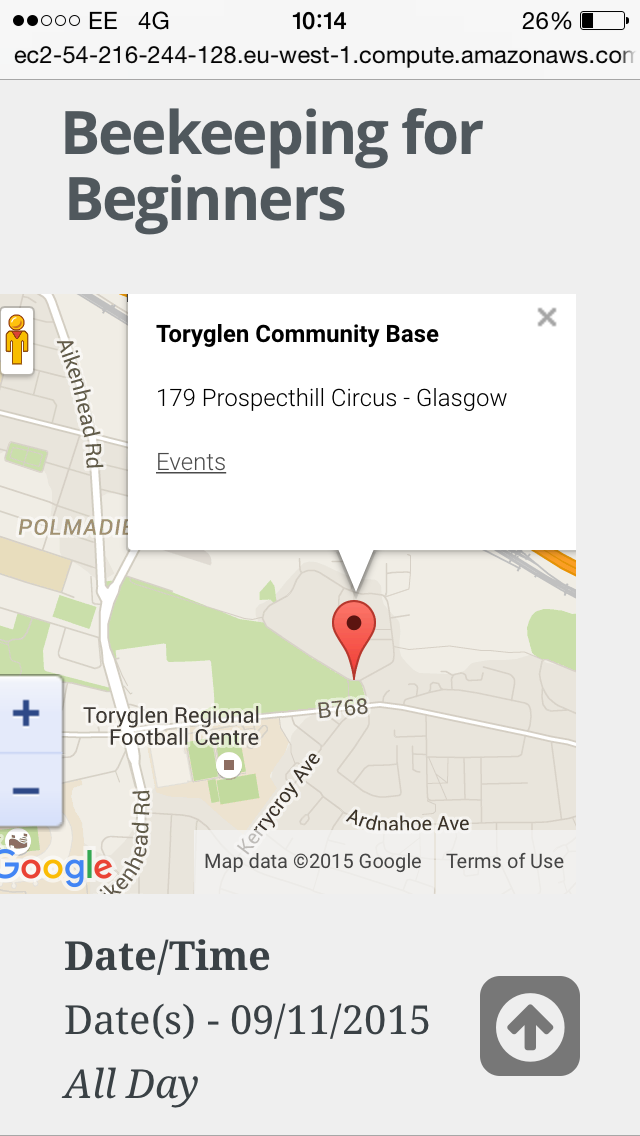 EE 4G 10:14 26%
ec2-54-216-244-128.eu-west-1.compute.amazonaws.com
Beekeeping for
Beginners
Toryglen Community Base
179 Prospecthill Circus - Glasgow
Events
Aikenhead Rd
POLMADIE
B768
Toryglen Regional
Football Centre
Kerrycroy Ave
Ardnahoe Ave
Aikenhead Rd
Google
Map data ©2015 Google Terms of Use
Date/Time
Date(s) - 09/11/2015
All Day